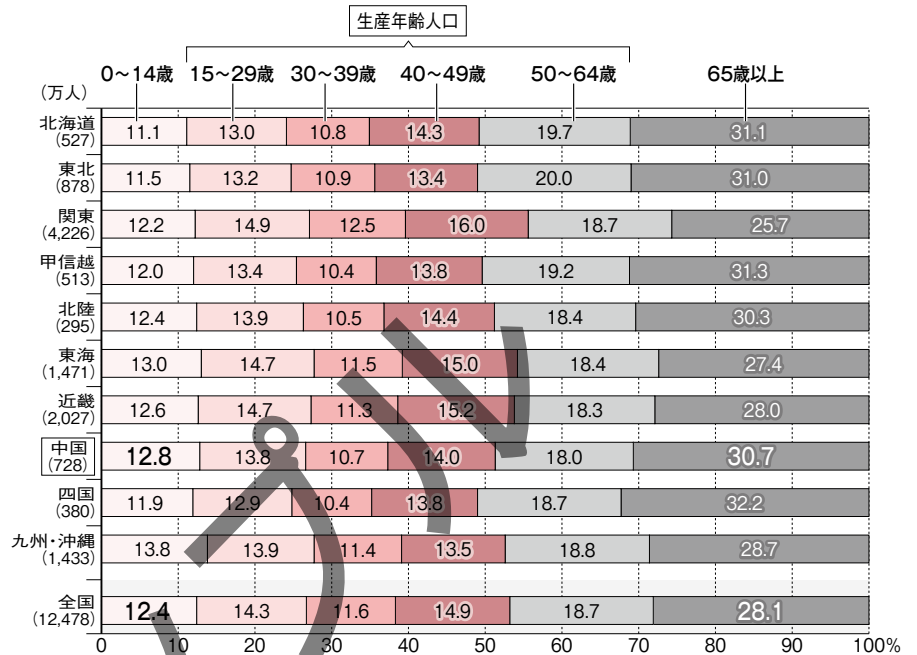 生産年齢人口
0〜14歳 15〜29歳 30〜39歳 40〜49歳 50〜64歳 65歳以上
(万人)
北海道
(527)
11.1 13.0 10.8 14.3 19.7 31.1
東北
(878)
11.5 13.2 10.9 13.4 20.0 31.0
関東
(4,226)
12.2 14.9 12.5 16.0 18.7 25.7
甲信越
(513)
12.0 13.4 10.4 13.8 19.2 31.3
北陸
(295)
12.4 13.9 10.5 14.4 18.4 30.3
東海
(1,471)
13.0 14.7 11.5 15.0 18.4 27.4
近畿
(2,027)
12.6 14.7 11.3 15.2 18.3 28.0
中国
(728)
12.8 13.8 10.7 14.0 18.0 30.7
四国
(380)
11.9 12.9 10.4 13.8 18.7 32.2
九州・沖縄
(1,433)
13.8 13.9 11.4 13.5 18.8 28.7
全国
(12,478)
12.4 14.3 11.6 14.9 18.7 28.1
0 10 20 30 40 50 60 70 80 90 100%
プル